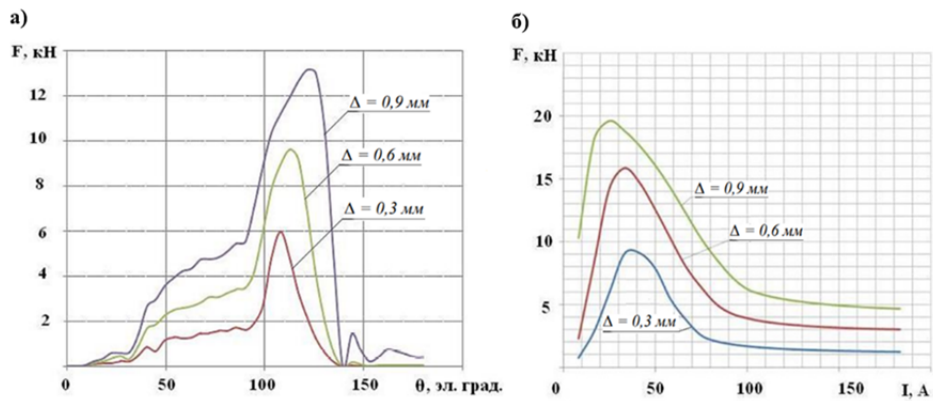 а)
F, кН
12
10
8
6
4
2
0
50
100
150
θ, эл. град.
Δ = 0,9 мм
Δ = 0,6 мм
Δ = 0,3 мм
б)
F, кН
20
15
10
5
0
50
100
150
I, А
Δ = 0,9 мм
Δ = 0,6 мм
Δ = 0,3 мм